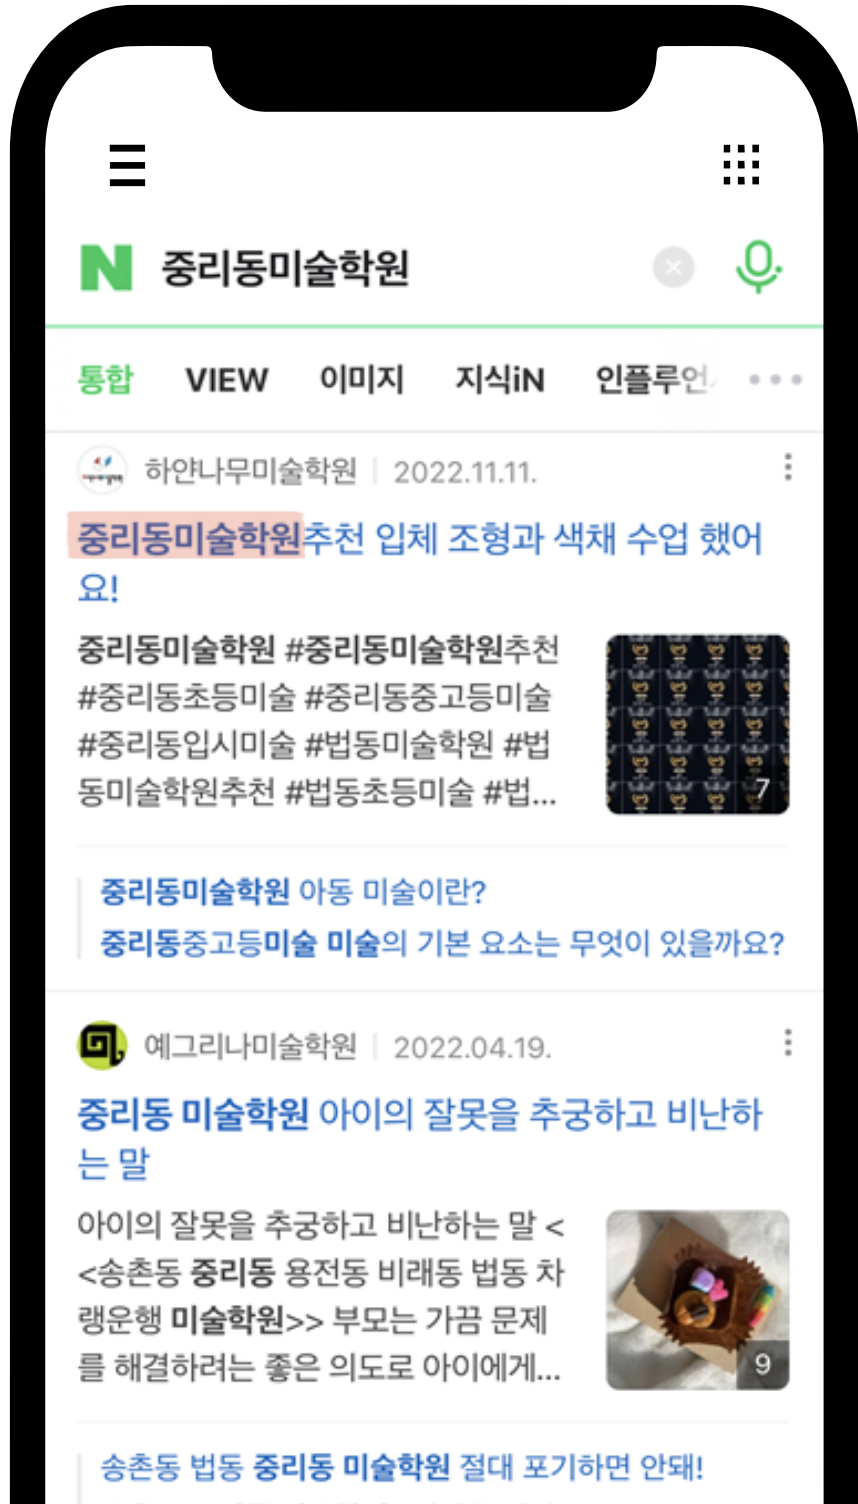 N 중리동미술학원
통합 VIEW 이미지 지식iN 인플루언
하얀나무미술학원 2022.11.11.
중리동미술학원추천 입체 조형과 색채 수업 했어
요!
중리동미술학원 #중리동미술학원추천
#중리동초등미술 #중리동중고등미술
#중리동입시미술 #법동미술학원 #법
동미술학원추천 #법동초등미술 #법...
7
중리동미술학원 아동 미술이란?
중리동중고등미술 미술의 기본 요소는 무엇이 있을까요?
예그리나미술학원 2022.04.19.
중리동 미술학원 아이의 잘못을 추궁하고 비난하
는 말
아이의 잘못을 추궁하고 비난하는 말 <
<송촌동 중리동 용전동 비래동 법동 차
량운행 미술학원>> 부모는 가끔 문제
를 해결하려는 좋은 의도로 아이에게...
9
송촌동 법동 중리동 미술학원 절대 포기하면 안돼!